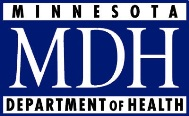 MINNESOTA
MDH
DEPARTMENT OF HEALTH